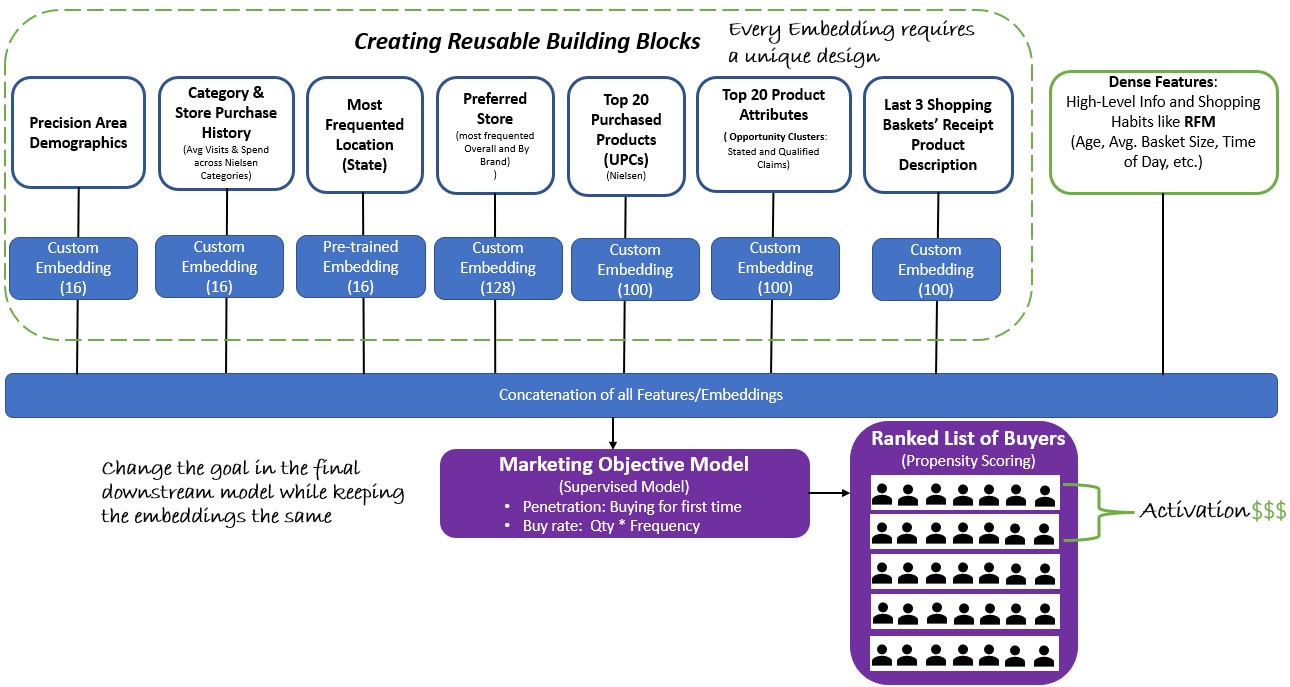 Creating Reusable Building Blocks
Every Embedding requires
a unique design
Precision Area
Demographics
Category &
Store Purchase
History
(Avg Visits & Spend
across Nielsen
Categories)
Most
Frequented
Location
(State)
Preferred
Store
(most frequented
Overall and By
Brand)
)
Top 20
Purchased
Products
(UPCs)
(Nielsen)
Top 20 Product
Attributes
( Opportunity Clusters:
Stated and Qualified
Claims)
Last 3 Shopping
Baskets’ Receipt
Product
Description
Dense Features:
High-Level Info and Shopping
Habits like RFM
(Age, Avg. Basket Size, Time
of Day, etc.)
Custom
Embedding
(16)
Custom
Embedding
(16)
Pre-trained
Embedding
(16)
Custom
Embedding
(128)
Custom
Embedding
(100)
Custom
Embedding
(100)
Custom
Embedding
(100)
Concatenation of all Features/Embeddings
Change the goal in the final
downstream model while keeping
the embeddings the same
Marketing Objective Model
(Supervised Model)
• Penetration: Buying for first time
• Buy rate: Qty * Frequency
Ranked List of Buyers
(Propensity Scoring)
Activation$$$